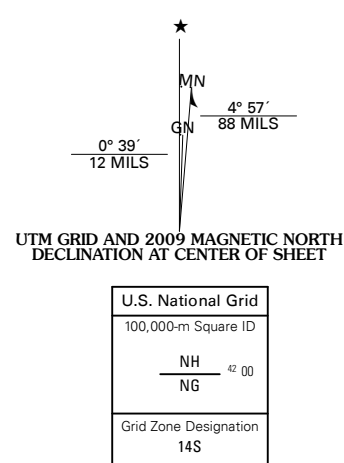 ★
MN
4° 57´
88 MILS
GN
0° 39´
12 MILS
UTM GRID AND 2009 MAGNETIC NORTH
DECLINATION AT CENTER OF SHEET
U.S. National Grid
100,000-m Square ID
NH
42 00
NG
Grid Zone Designation
14S